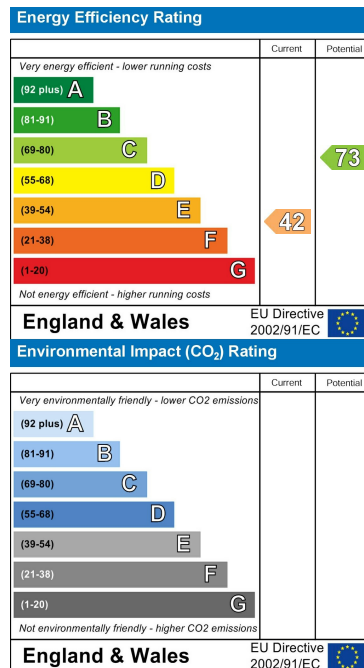 Energy Efficiency Rating
Current Potential
Very energy efficient - lower running costs
(92 plus) A
(81-91) B
(69-80) C
73
(55-68) D
(39-54) E
42
(21-38) F
(1-20) G
Not energy efficient - higher running costs
England & Wales
EU Directive
2002/91/EC
Environmental Impact (CO₂) Rating
Current Potential
Very environmentally friendly - lower CO2 emissions
(92 plus) A
(81-91) B
(69-80) C
(55-68) D
(39-54) E
(21-38) F
(1-20) G
Not environmentally friendly - higher CO2 emissions
England & Wales
EU Directive
2002/91/EC